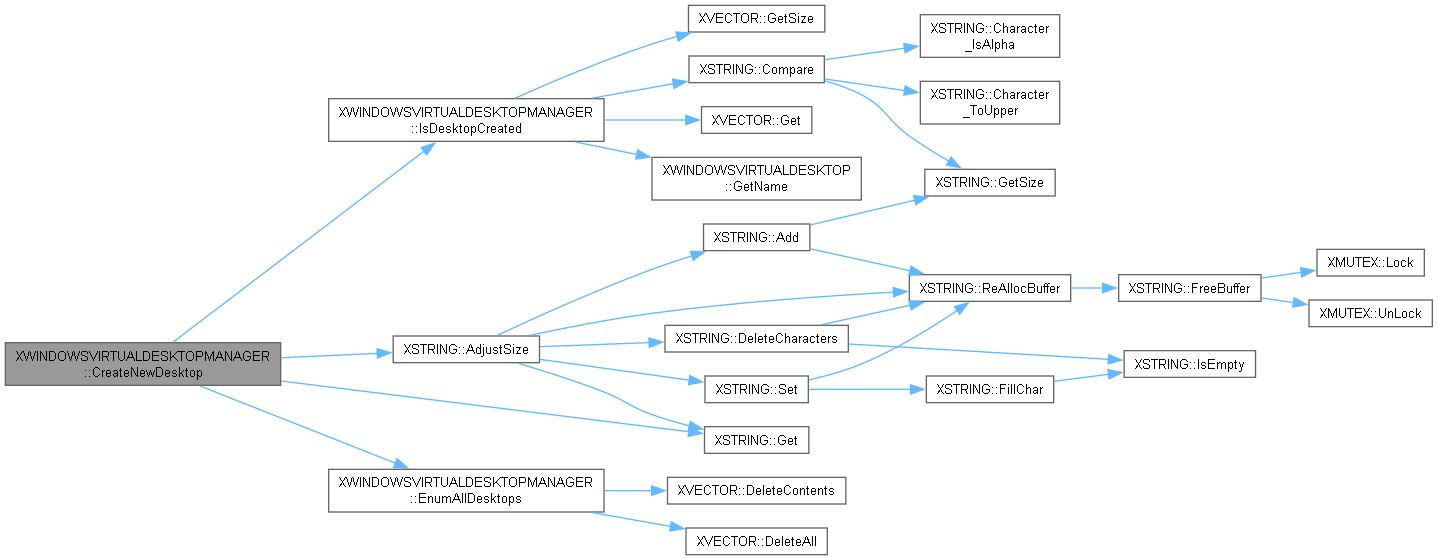 XWINDOWSVIRTUALDESKTOPMANAGER
::CreateNewDesktop
XWINDOWSVIRTUALDESKTOPMANAGER
::IsDesktopCreated
XVECTOR::GetSize
XSTRING::Compare
XVECTOR::Get
XWINDOWSVIRTUALDESKTOP
::GetName
XSTRING::Character
_IsAlpha
XSTRING::Character
_ToUpper
XSTRING::GetSize
XSTRING::AdjustSize
XSTRING::Add
XSTRING::ReAllocBuffer
XSTRING::FreeBuffer
XMUTEX::Lock
XMUTEX::UnLock
XSTRING::DeleteCharacters
XSTRING::IsEmpty
XSTRING::Set
XSTRING::FillChar
XSTRING::Get
XWINDOWSVIRTUALDESKTOPMANAGER
::EnumAllDesktops
XVECTOR::DeleteContents
XVECTOR::DeleteAll